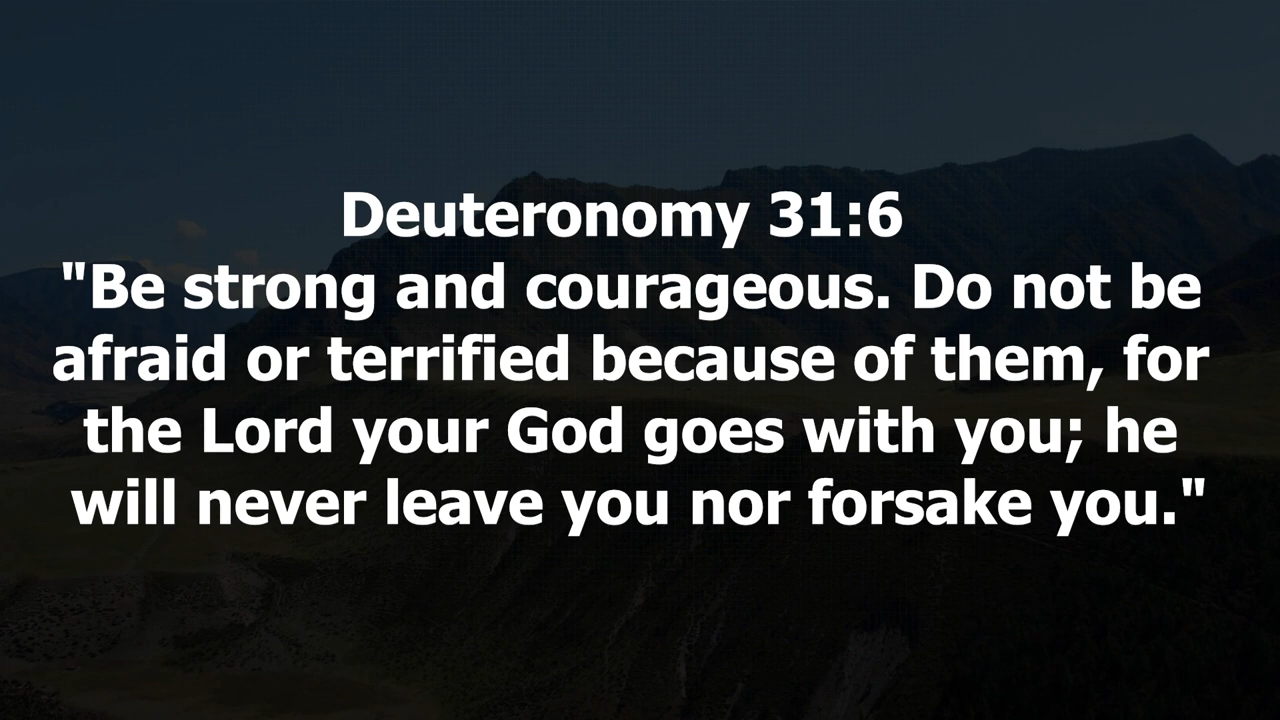 Deuteronomy 31:6
"Be strong and courageous. Do not be
afraid or terrified because of them, for
the Lord your God goes with you; he
will never leave you nor forsake you."